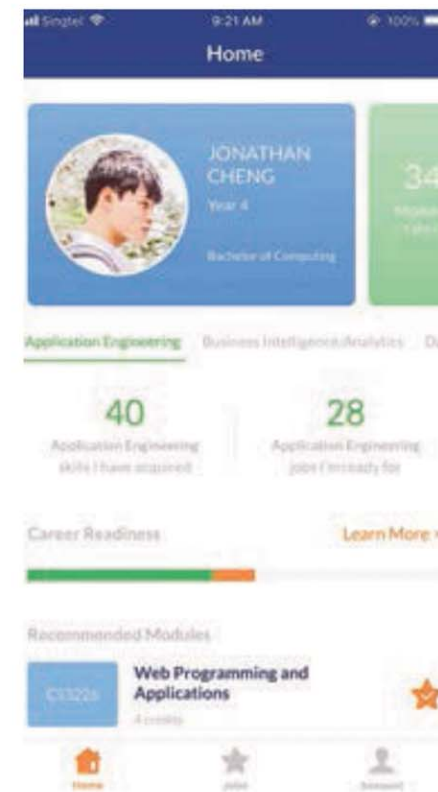 Singtel
9:21 AM
100%
Home
JONATHAN
CHENG
Year 4
Bachelor of Computing
34
Application Engineering
Business Intelligence/Analytics
40
Application Engineering
skills I have acquired
28
Application Engineering
jobs I'm ready for
Career Readiness
Learn More
Recommended Modules
CS3226
Web Programming and
Applications
4 credits
Home
Jobs
Account